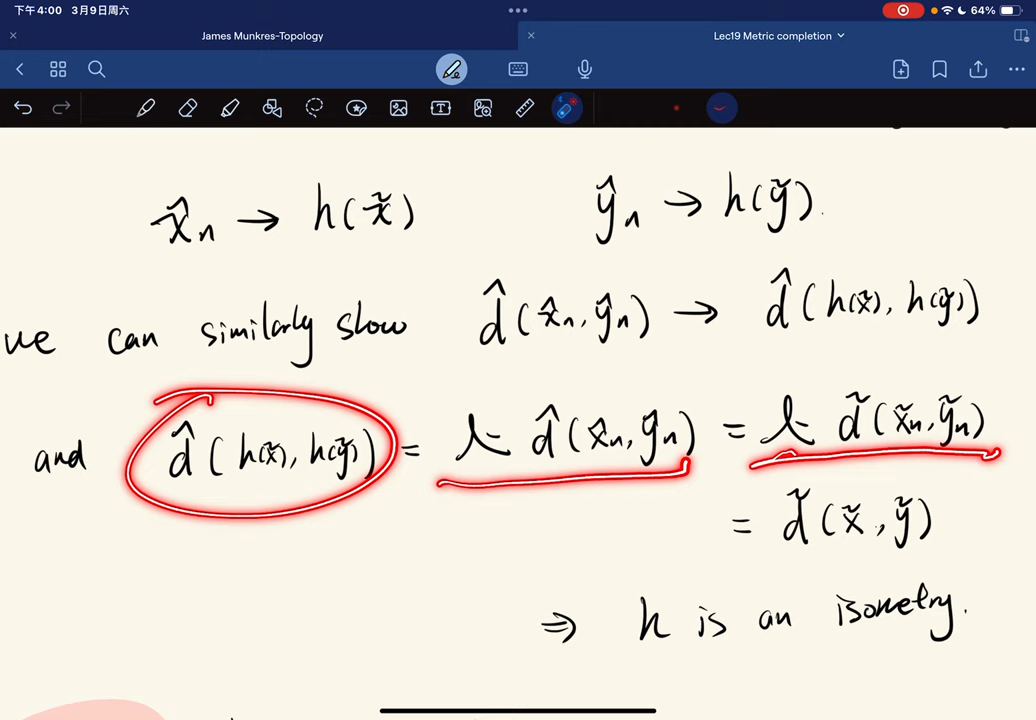 下午4:00 3月9日周六 64%
James Munkres-Topology Lec19 Metric completion
x̂ₙ → h(x̃) ŷₙ → h(ỹ).
we can similarly show d̂(x̂ₙ, ŷₙ) → d̂(h(x̃), h(ỹ))
and d̂(h(x̃), h(ỹ)) = lim d̂(x̂ₙ, ŷₙ) = lim d̃(x̃ₙ, ỹₙ)
= d̃(x̃, ỹ)
⇒ h is an isometry.